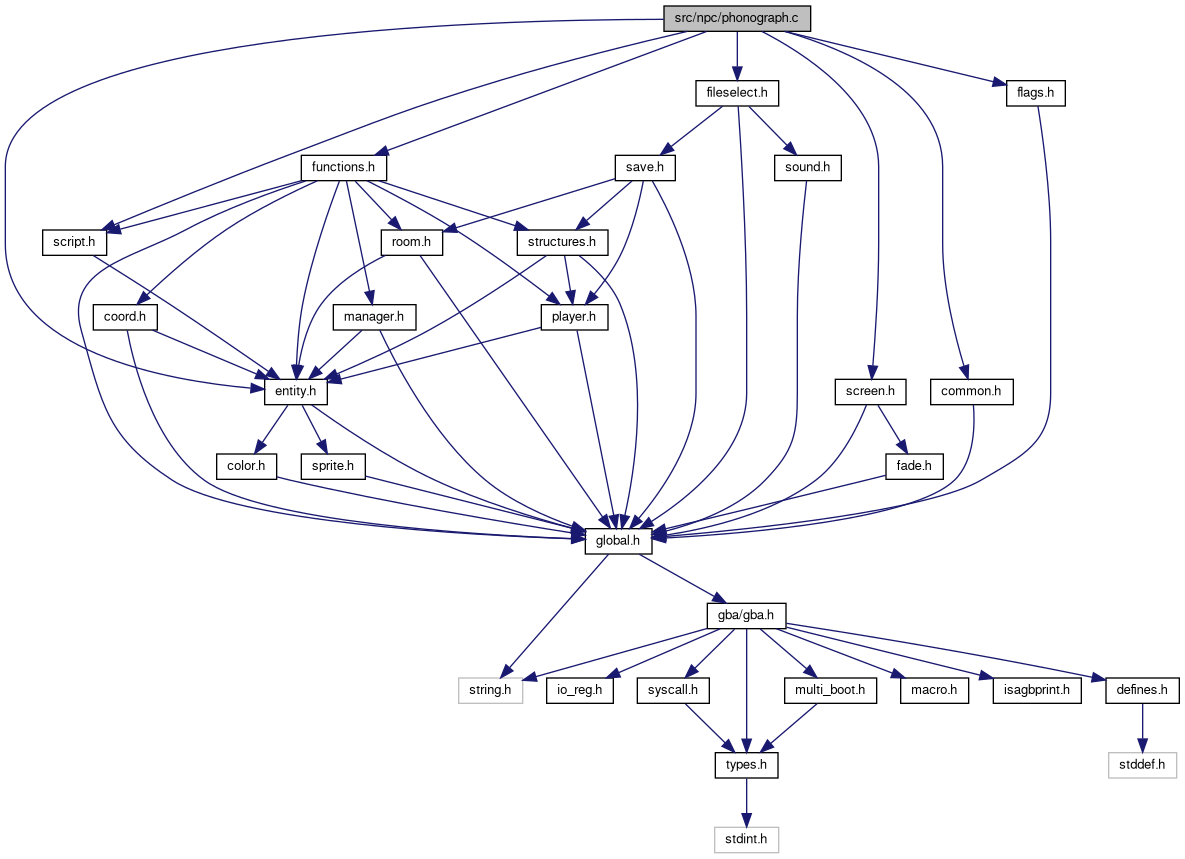 src/npc/phonograph.c
fileselect.h
flags.h
functions.h
save.h
sound.h
script.h
room.h
structures.h
coord.h
manager.h
player.h
entity.h
screen.h
common.h
color.h
sprite.h
fade.h
global.h
gba/gba.h
string.h
io_reg.h
syscall.h
multi_boot.h
macro.h
isagbprint.h
defines.h
types.h
stddef.h
stdint.h